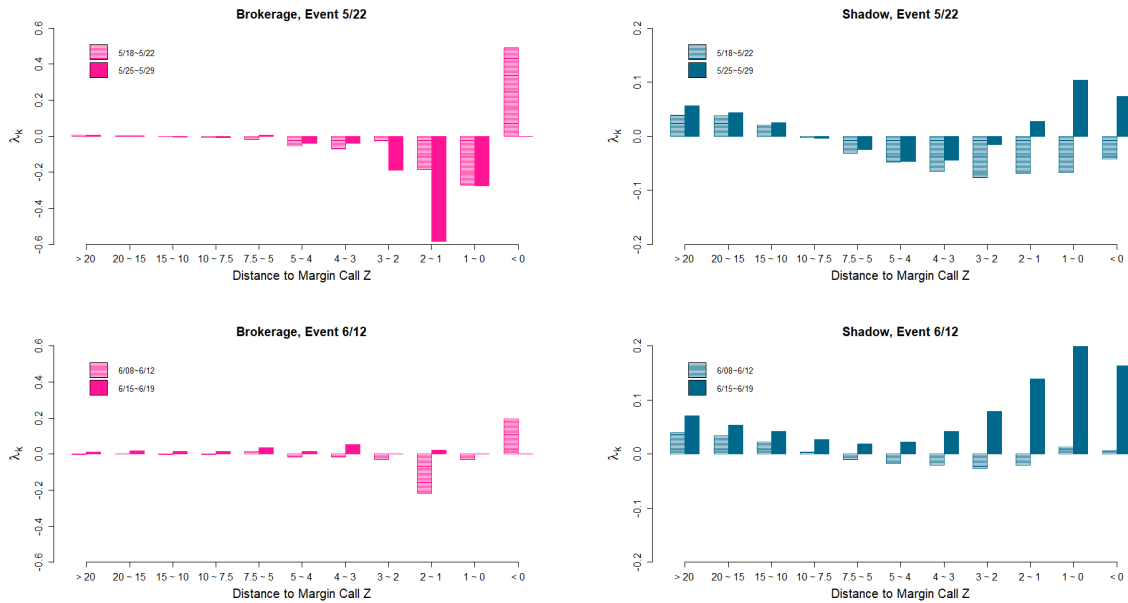 Brokerage, Event 5/22
0.6
0.4
0.2
0.0
-0.2
-0.4
-0.6
λk
5/18~5/22
5/25~5/29
> 20
20 ~ 15
15 ~ 10
10 ~ 7.5
7.5 ~ 5
5 ~ 4
4 ~ 3
3 ~ 2
2 ~ 1
1 ~ 0
< 0
Distance to Margin Call Z
Shadow, Event 5/22
0.2
0.1
0.0
-0.1
-0.2
λk
5/18~5/22
5/25~5/29
> 20
20 ~ 15
15 ~ 10
10 ~ 7.5
7.5 ~ 5
5 ~ 4
4 ~ 3
3 ~ 2
2 ~ 1
1 ~ 0
< 0
Distance to Margin Call Z
Brokerage, Event 6/12
0.6
0.4
0.2
0.0
-0.2
-0.4
-0.6
λk
6/08~6/12
6/15~6/19
> 20
20 ~ 15
15 ~ 10
10 ~ 7.5
7.5 ~ 5
5 ~ 4
4 ~ 3
3 ~ 2
2 ~ 1
1 ~ 0
< 0
Distance to Margin Call Z
Shadow, Event 6/12
0.2
0.1
0.0
-0.1
-0.2
λk
6/08~6/12
6/15~6/19
> 20
20 ~ 15
15 ~ 10
10 ~ 7.5
7.5 ~ 5
5 ~ 4
4 ~ 3
3 ~ 2
2 ~ 1
1 ~ 0
< 0
Distance to Margin Call Z